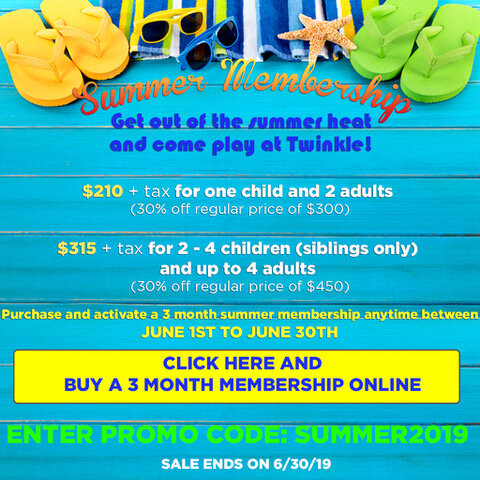 Summer Membership
Get out of the summer heat
and come play at Twinkle!
$210 + tax for one child and 2 adults
(30% off regular price of $300)
$315 + tax for 2 - 4 children (siblings only)
and up to 4 adults
(30% off regular price of $450)
Purchase and activate a 3 month summer membership anytime between
JUNE 1ST TO JUNE 30TH
CLICK HERE AND
BUY A 3 MONTH MEMBERSHIP ONLINE
ENTER PROMO CODE: SUMMER2019
SALE ENDS ON 6/30/19